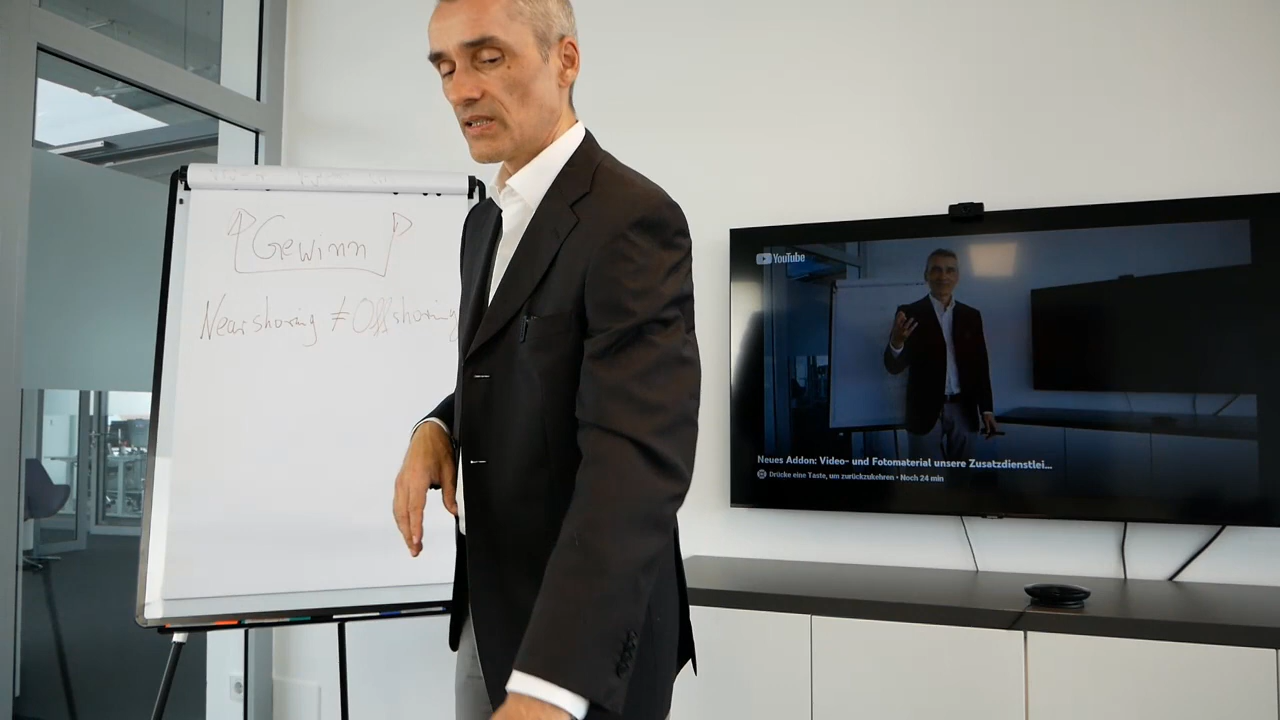 Gewinn
Nearshoring ≠ Offshoring
YouTube
Neues Addon: Video- und Fotomaterial unsere Zusatzdienstlei...
Drücke eine Taste, um zurückzukehren • Noch 24 min